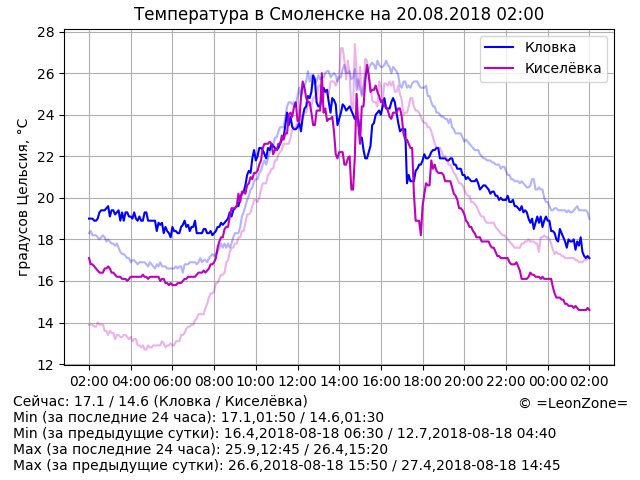 Температура в Смоленске на 20.08.2018 02:00
28
26
24
22
20
18
16
14
12
градусов Цельсия, °C
Кловка
Киселёвка
02:00 04:00 06:00 08:00 10:00 12:00 14:00 16:00 18:00 20:00 22:00 00:00 02:00
Сейчас: 17.1 / 14.6 (Кловка / Киселёвка)
© =LeonZone=
Min (за последние 24 часа): 17.1,01:50 / 14.6,01:30
Min (за предыдущие сутки): 16.4,2018-08-18 06:30 / 12.7,2018-08-18 04:40
Max (за последние 24 часа): 25.9,12:45 / 26.4,15:20
Max (за предыдущие сутки): 26.6,2018-08-18 15:50 / 27.4,2018-08-18 14:45